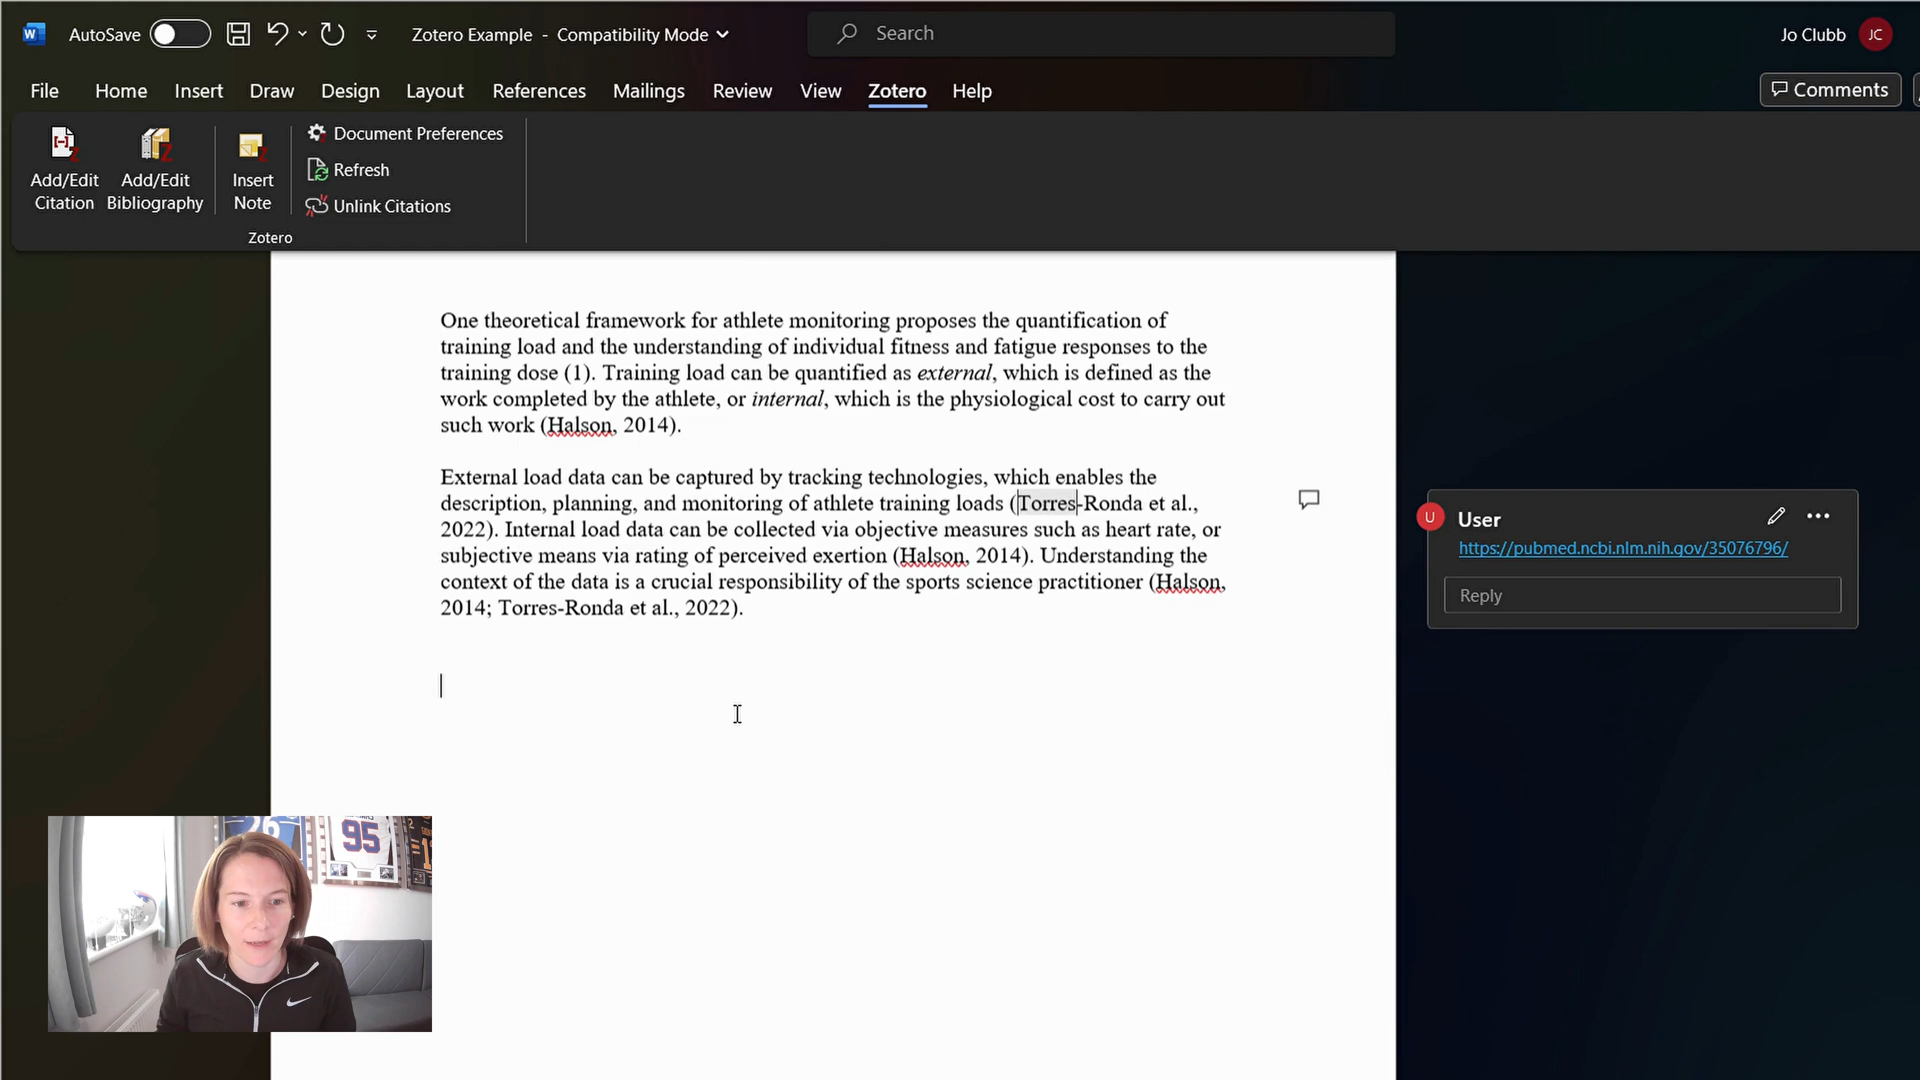 AutoSave
Zotero Example - Compatibility Mode
Search
Jo Clubb
JC
File Home Insert Draw Design Layout References Mailings Review View Zotero Help
Comments
Add/Edit
Citation
Add/Edit
Bibliography
Insert
Note
Document Preferences
Refresh
Unlink Citations
Zotero
One theoretical framework for athlete monitoring proposes the quantification of
training load and the understanding of individual fitness and fatigue responses to the
training dose (1). Training load can be quantified as external, which is defined as the
work completed by the athlete, or internal, which is the physiological cost to carry out
such work (Halson, 2014).
External load data can be captured by tracking technologies, which enables the
description, planning, and monitoring of athlete training loads (Torres-Ronda et al.,
2022). Internal load data can be collected via objective measures such as heart rate, or
subjective means via rating of perceived exertion (Halson, 2014). Understanding the
context of the data is a crucial responsibility of the sports science practitioner (Halson,
2014; Torres-Ronda et al., 2022).
U
User
https://pubmed.ncbi.nlm.nih.gov/35076796/
Reply
26
95